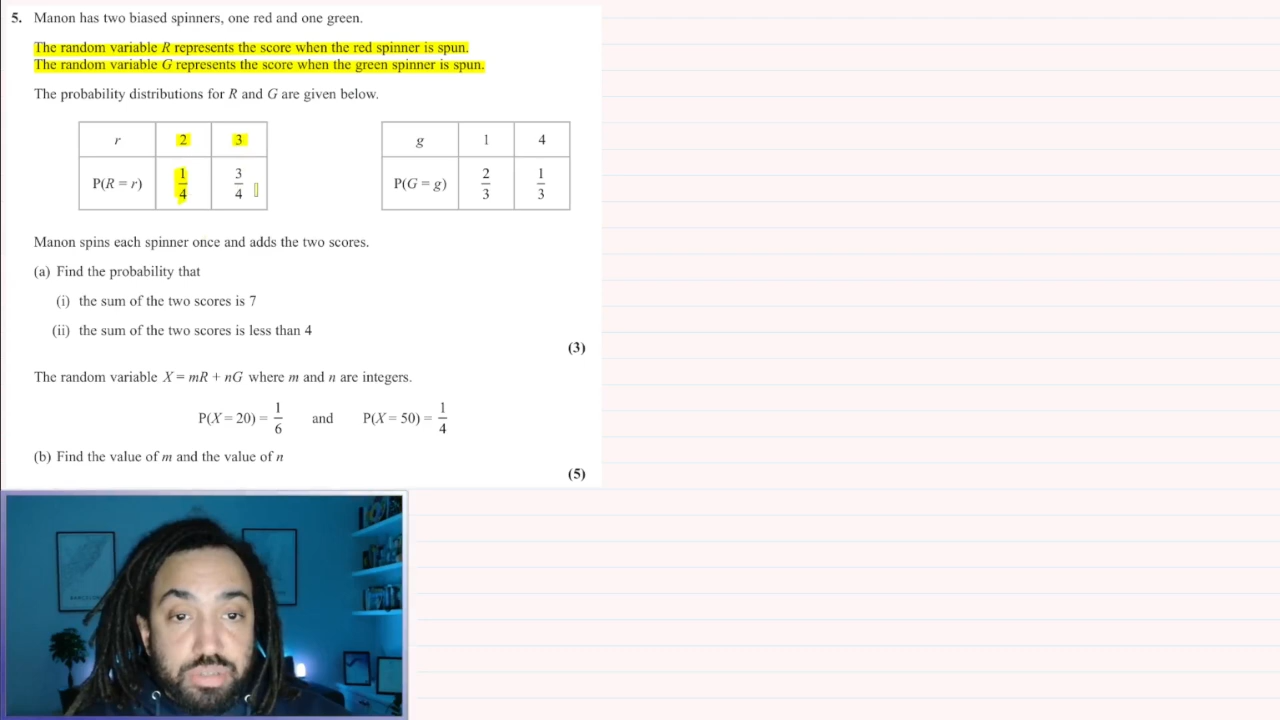 5. Manon has two biased spinners, one red and one green.
The random variable R represents the score when the red spinner is spun.
The random variable G represents the score when the green spinner is spun.
The probability distributions for R and G are given below.
r 2 3
P(R = r) 1/4 3/4
g 1 4
P(G = g) 2/3 1/3
Manon spins each spinner once and adds the two scores.
(a) Find the probability that
(i) the sum of the two scores is 7
(ii) the sum of the two scores is less than 4
(3)
The random variable X = mR + nG where m and n are integers.
P(X = 20) = 1/6 and P(X = 50) = 1/4
(b) Find the value of m and the value of n
(5)